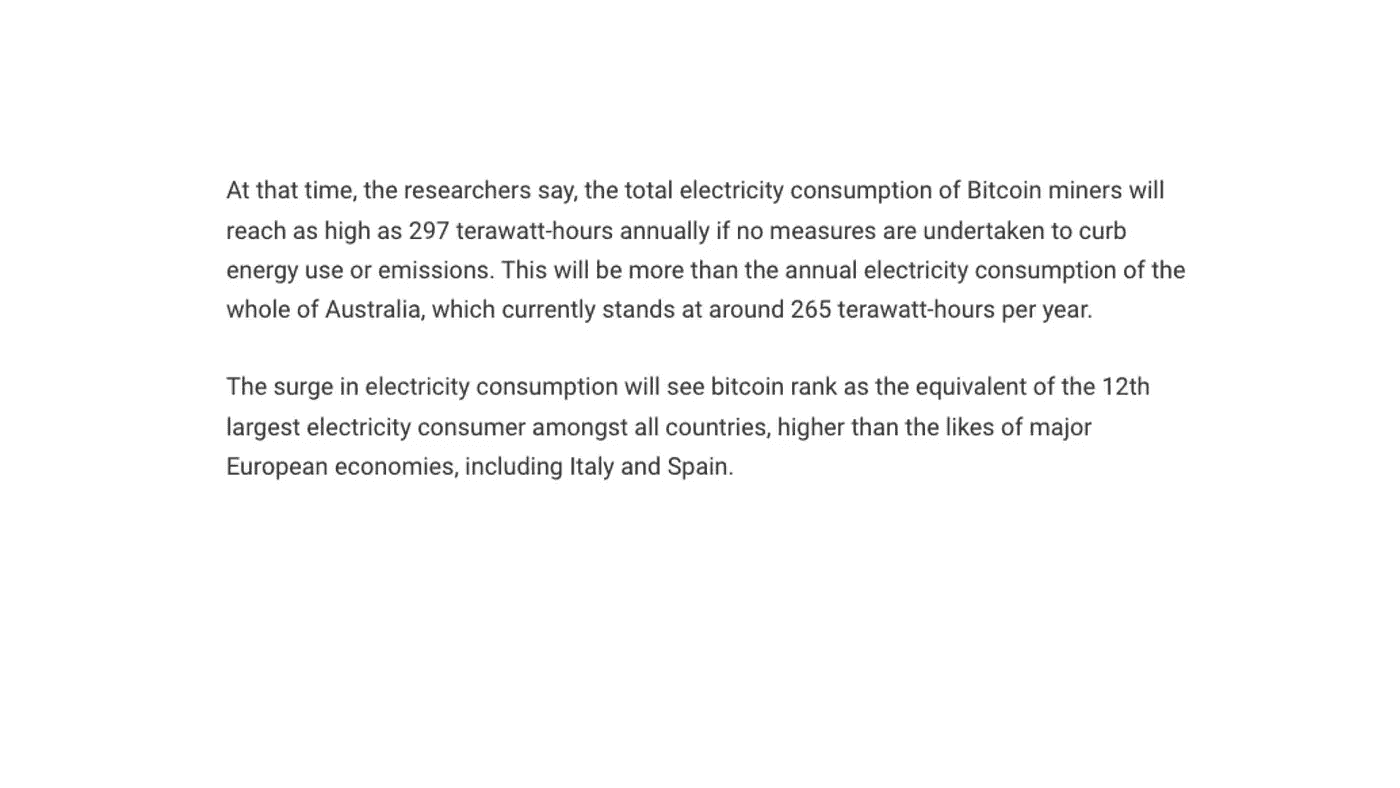 At that time, the researchers say, the total electricity consumption of Bitcoin miners will
reach as high as 297 terawatt-hours annually if no measures are undertaken to curb
energy use or emissions. This will be more than the annual electricity consumption of the
whole of Australia, which currently stands at around 265 terawatt-hours per year.
The surge in electricity consumption will see bitcoin rank as the equivalent of the 12th
largest electricity consumer amongst all countries, higher than the likes of major
European economies, including Italy and Spain.